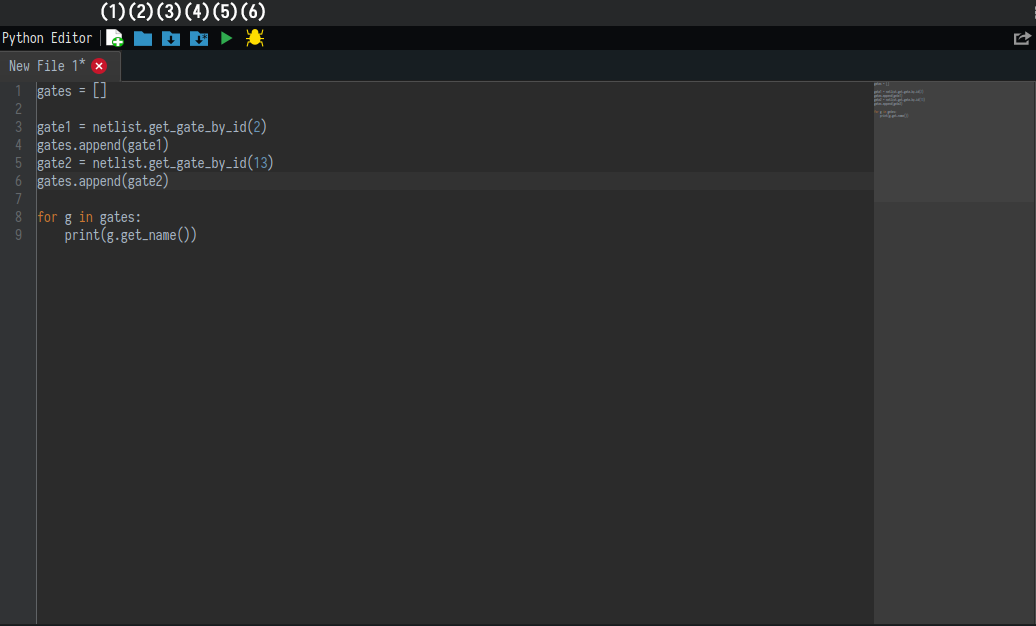 (1)(2)(3)(4)(5)(6)
Python Editor
New File 1*
1 gates = []
2
3 gate1 = netlist.get_gate_by_id(2)
4 gates.append(gate1)
5 gate2 = netlist.get_gate_by_id(13)
6 gates.append(gate2)
7
8 for g in gates:
9     print(g.get_name())